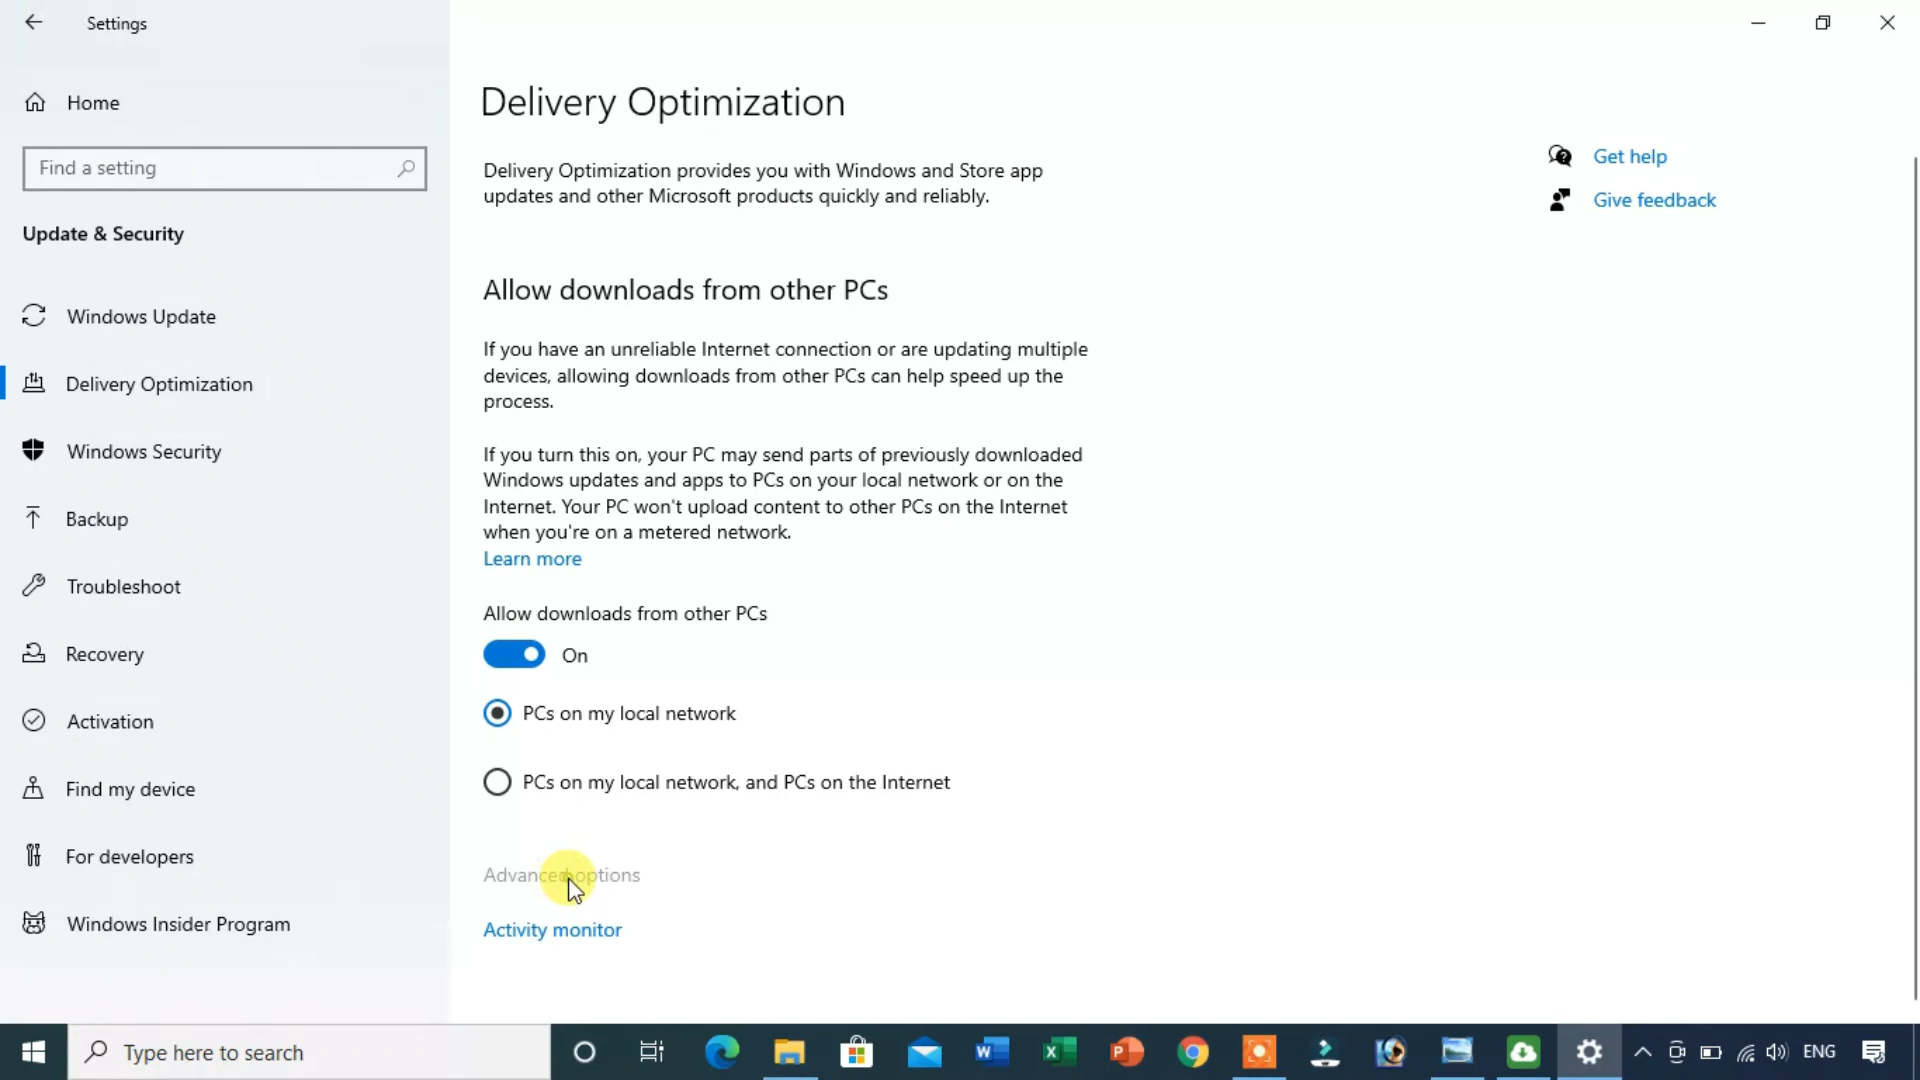 Settings
Home
Find a setting
Update & Security
Windows Update
Delivery Optimization
Windows Security
Backup
Troubleshoot
Recovery
Activation
Find my device
For developers
Windows Insider Program
Delivery Optimization
Delivery Optimization provides you with Windows and Store app
updates and other Microsoft products quickly and reliably.
Allow downloads from other PCs
If you have an unreliable Internet connection or are updating multiple
devices, allowing downloads from other PCs can help speed up the
process.
If you turn this on, your PC may send parts of previously downloaded
Windows updates and apps to PCs on your local network or on the
Internet. Your PC won't upload content to other PCs on the Internet
when you're on a metered network.
Learn more
Allow downloads from other PCs
On
PCs on my local network
PCs on my local network, and PCs on the Internet
Advanced options
Activity monitor
Get help
Give feedback
Type here to search
ENG